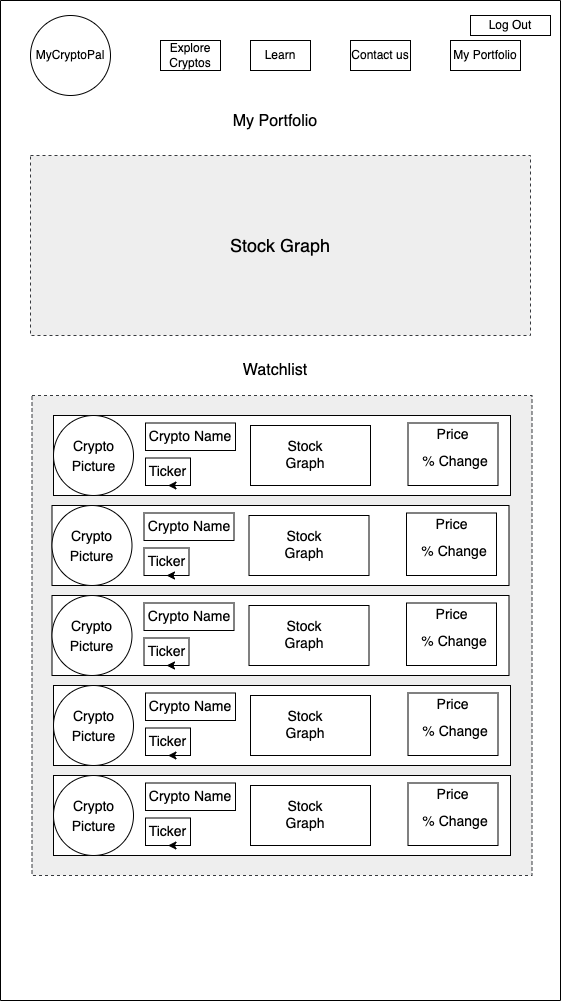 Log Out
MyCryptoPal
Explore
Cryptos
Learn
Contact us
My Portfolio
My Portfolio
Stock Graph
Watchlist
Crypto
Picture
Crypto Name
Ticker
Stock
Graph
Price
% Change
Crypto
Picture
Crypto Name
Ticker
Stock
Graph
Price
% Change
Crypto
Picture
Crypto Name
Ticker
Stock
Graph
Price
% Change
Crypto
Picture
Crypto Name
Ticker
Stock
Graph
Price
% Change
Crypto
Picture
Crypto Name
Ticker
Stock
Graph
Price
% Change